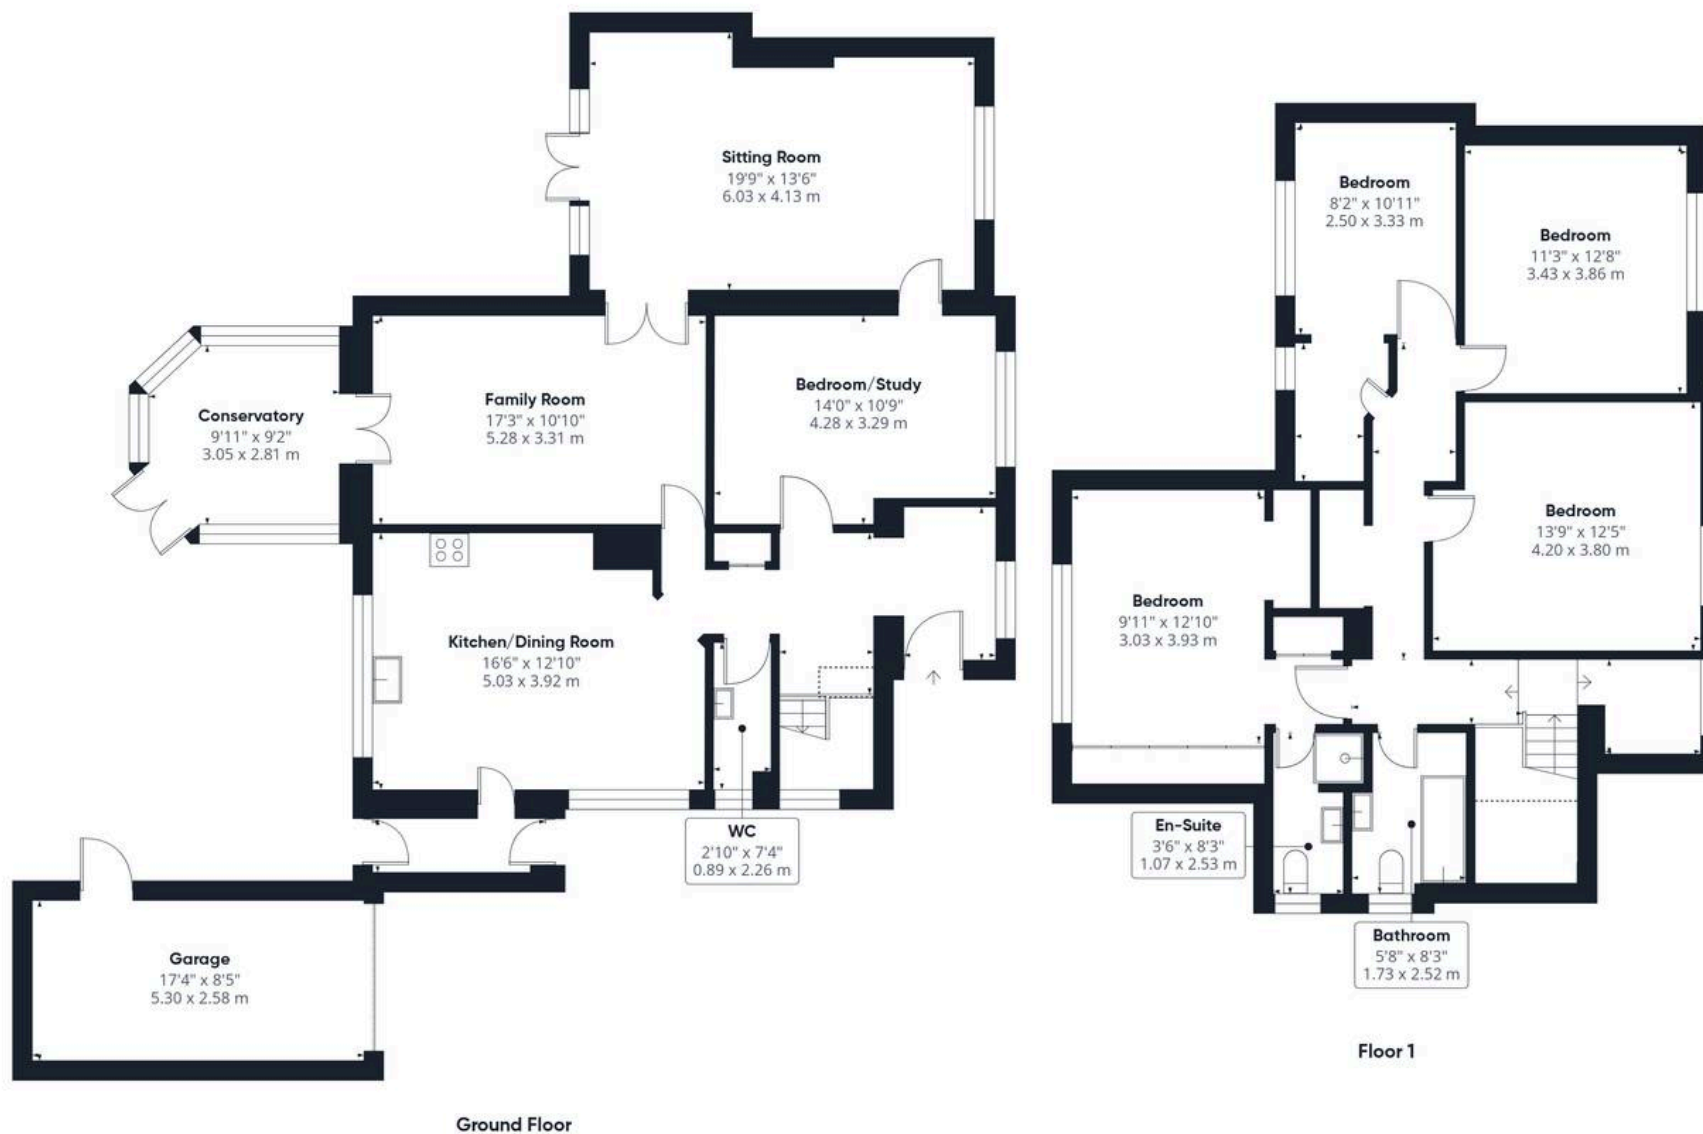 Sitting Room
19'9" x 13'6"
6.03 x 4.13 m
Family Room
17'3" x 10'10"
5.28 x 3.31 m
Bedroom/Study
14'0" x 10'9"
4.28 x 3.29 m
Conservatory
9'11" x 9'2"
3.05 x 2.81 m
Kitchen/Dining Room
16'6" x 12'10"
5.03 x 3.92 m
WC
2'10" x 7'4"
0.89 x 2.26 m
Garage
17'4" x 8'5"
5.30 x 2.58 m
Ground Floor
Bedroom
8'2" x 10'11"
2.50 x 3.33 m
Bedroom
11'3" x 12'8"
3.43 x 3.86 m
Bedroom
13'9" x 12'5"
4.20 x 3.80 m
Bedroom
9'11" x 12'10"
3.03 x 3.93 m
En-Suite
3'6" x 8'3"
1.07 x 2.53 m
Bathroom
5'8" x 8'3"
1.73 x 2.52 m
Floor 1